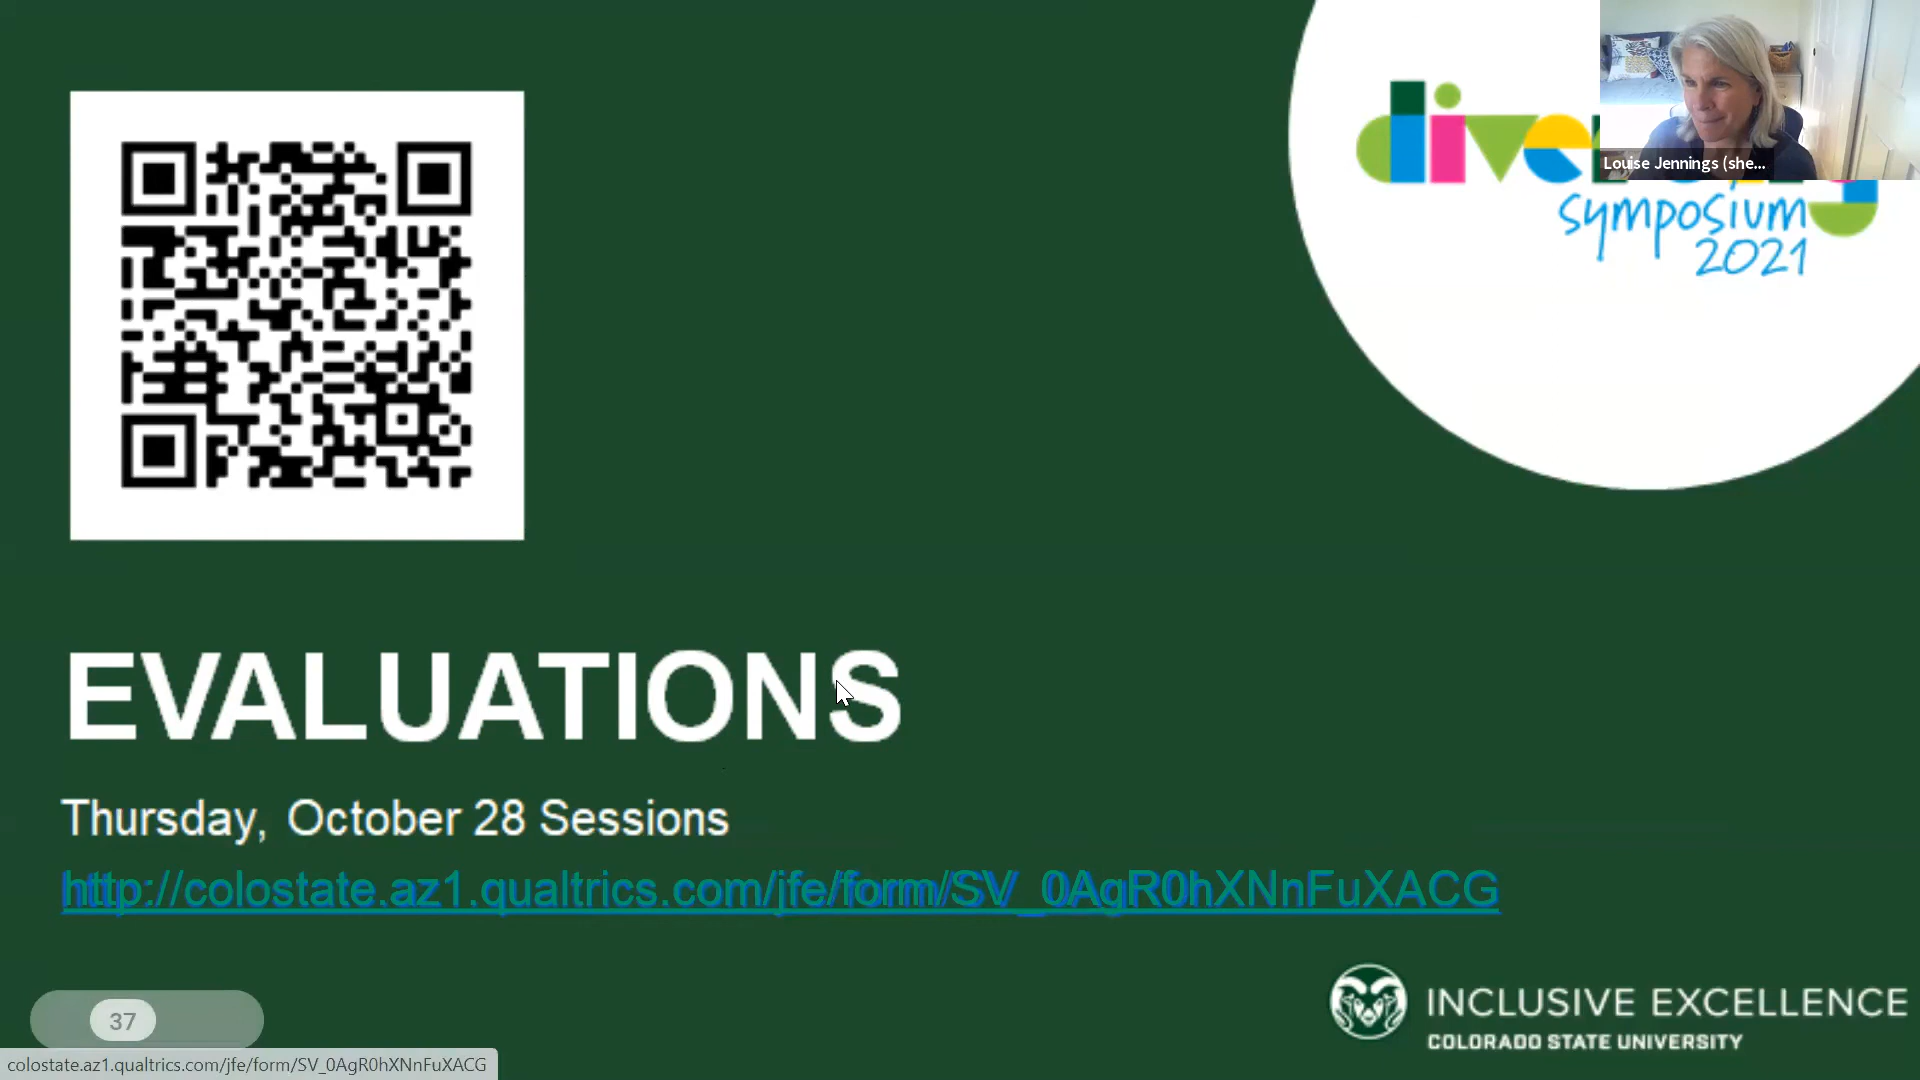 Louise Jennings (she...
symposium
2021
EVALUATIONS
Thursday, October 28 Sessions
http://colostate.az1.qualtrics.com/jfe/form/SV_0AgR0hXNnFuXACG
INCLUSIVE EXCELLENCE
COLORADO STATE UNIVERSITY
37
colostate.az1.qualtrics.com/jfe/form/SV_0AgR0hXNnFuXACG